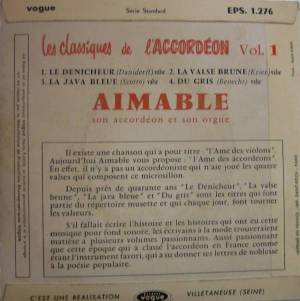 vogue
Série Standard
EPS. 1.276
les classiques de l'ACCORDÉON Vol. 1
1. LE DENICHEUR (Daniderff) valse 2. LA VALSE BRUNE (Krier) valse
3. LA JAVA BLEUE (Scotto) valse 4. DU GRIS (Benech) valse
AIMABLE
son accordéon et son orgue
Il existe une chanson qui a pour titre : "l'Ame des violons".
Aujourd'hui Aimable vous propose : "l'Ame des accordéons".
En effet, il n'y a pas un accordéoniste qui n'aie joué les quatre
valses qui composent ce microsillon.
Depuis près de quarante ans "Le Dénicheur", "La valse
brune", "La java bleue" et "Du gris" sont les titres qui font
partie du répertoire musette et qui chaque jour, font tourner
les valseurs.
S'il fallait écrire l'histoire et les histoires qui ont eu cette
musique pour fond sonore, les écrivains à la mode trouveraient
matière à plusieurs volumes passionnants. Aussi passionnant
que cette époque qui a classé l'accordéon en France comme
étant l'instrument favori, qui a su donner ses lettres de noblesse
à la poésie populaire.
C'EST UNE REALISATION
vogue
VILLETANEUSE (SEINE)